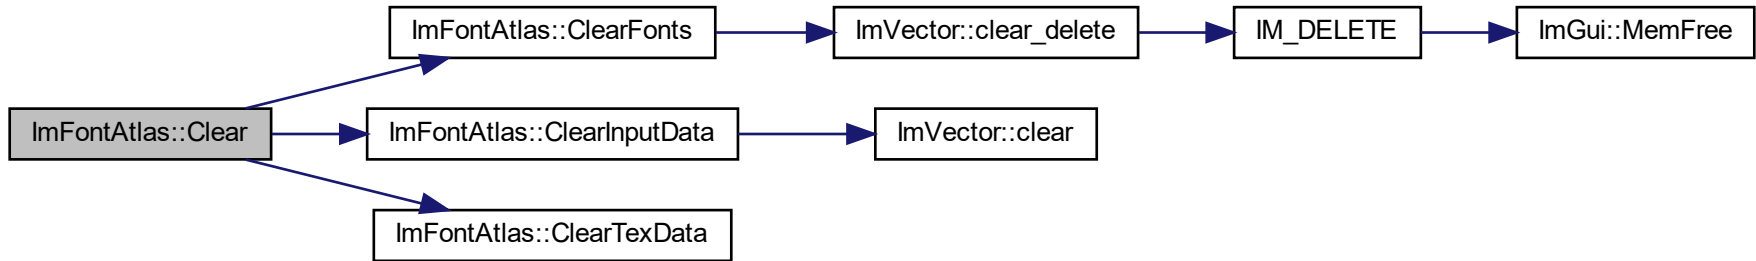 ImFontAtlas::ClearFonts
ImVector::clear_delete
IM_DELETE
ImGui::MemFree
ImFontAtlas::Clear
ImFontAtlas::ClearInputData
ImVector::clear
ImFontAtlas::ClearTexData